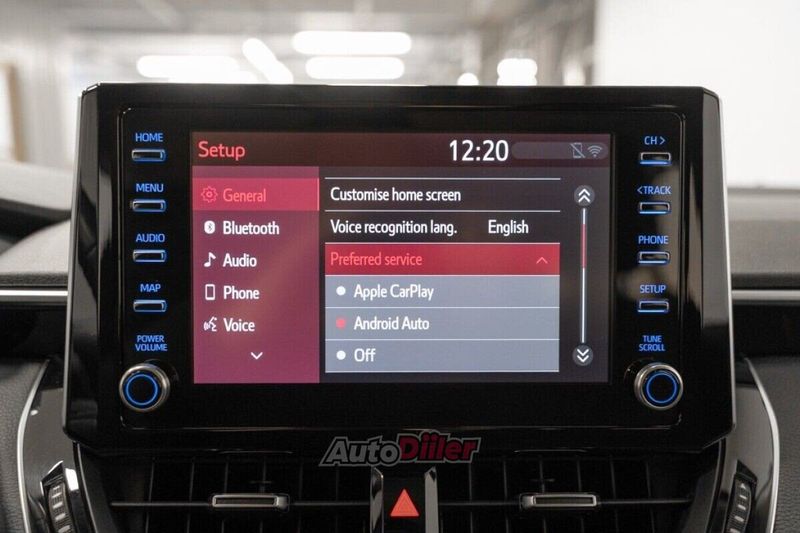 HOME
MENU
AUDIO
MAP
POWER
VOLUME
Setup
12:20
General
Bluetooth
Audio
Phone
Voice
Customise home screen
Voice recognition lang. English
Preferred service
Apple CarPlay
Android Auto
Off
CH >
< TRACK
PHONE
SETUP
TUNE
SCROLL
AutoDiiler